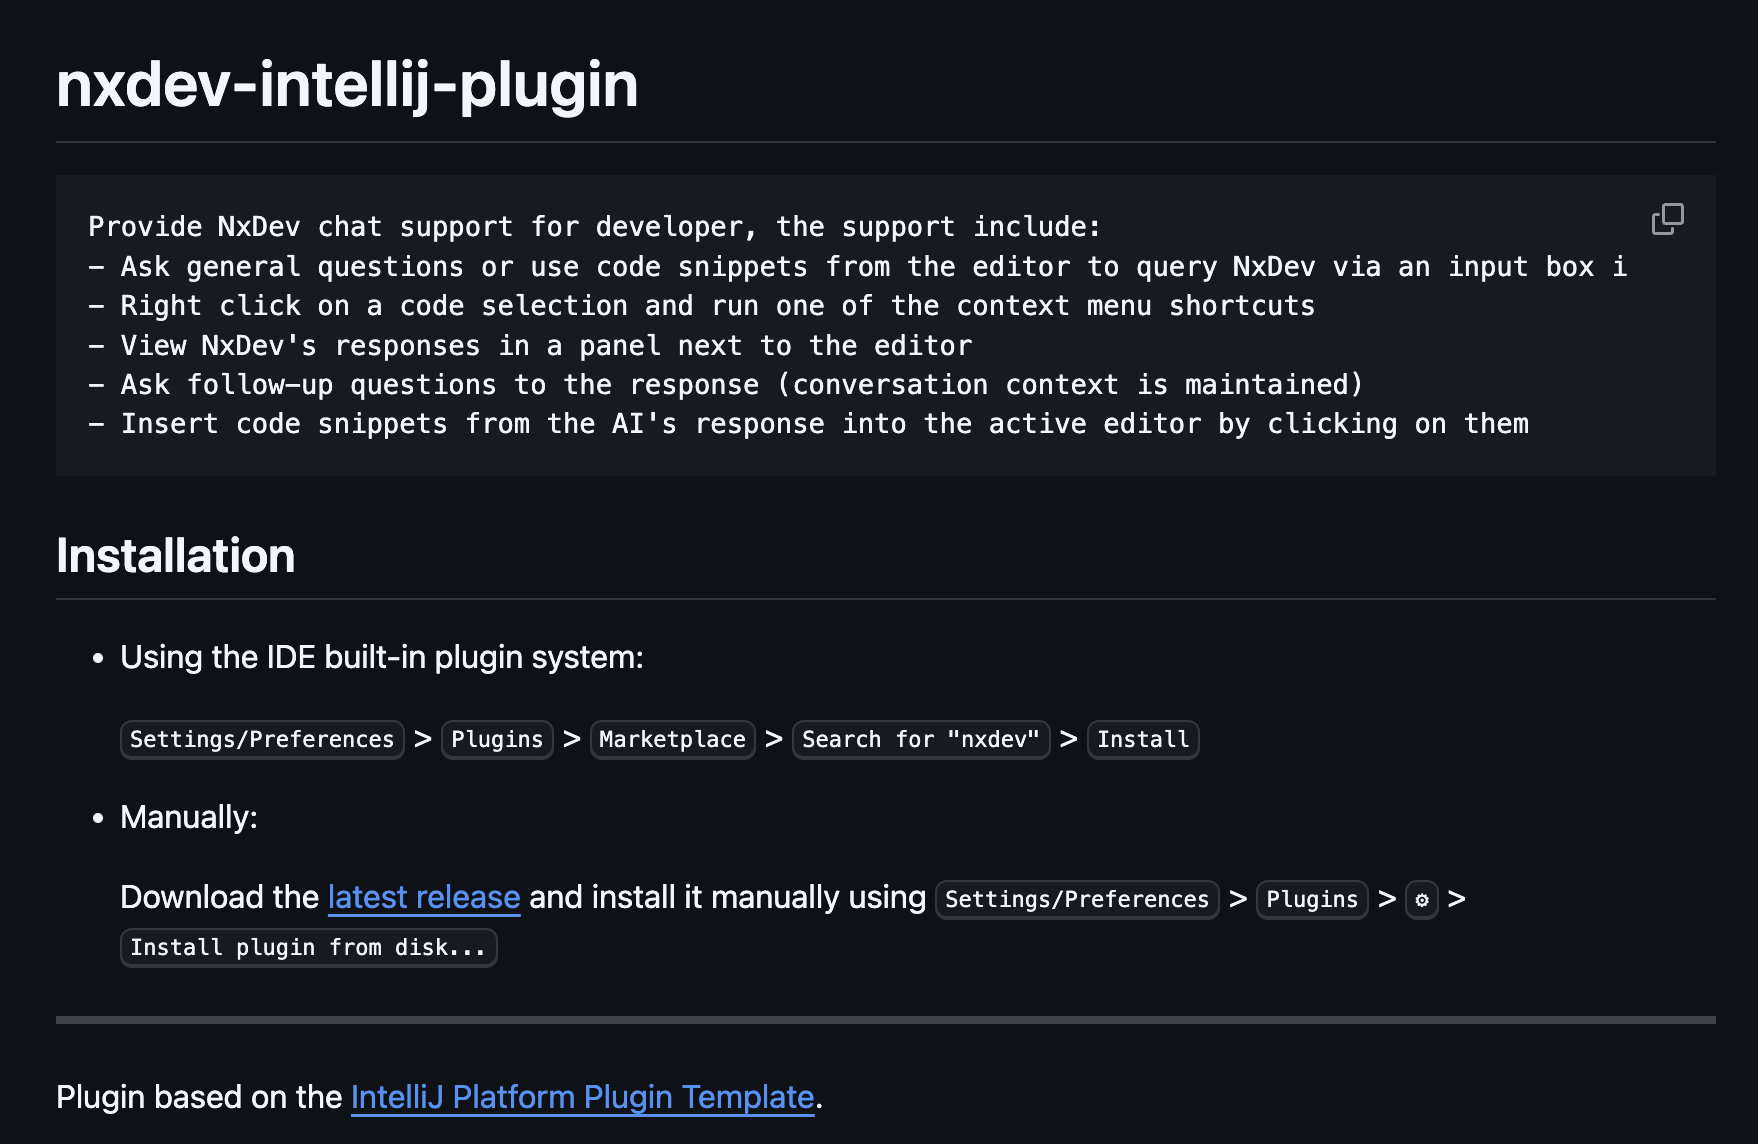 nxdev-intellij-plugin
Provide NxDev chat support for developer, the support include:
- Ask general questions or use code snippets from the editor to query NxDev via an input box i
- Right click on a code selection and run one of the context menu shortcuts
- View NxDev's responses in a panel next to the editor
- Ask follow-up questions to the response (conversation context is maintained)
- Insert code snippets from the AI's response into the active editor by clicking on them
Installation
• Using the IDE built-in plugin system:
Settings/Preferences > Plugins > Marketplace > Search for "nxdev" > Install
• Manually:
Download the latest release and install it manually using Settings/Preferences > Plugins > ⚙ >
Install plugin from disk...
Plugin based on the IntelliJ Platform Plugin Template.